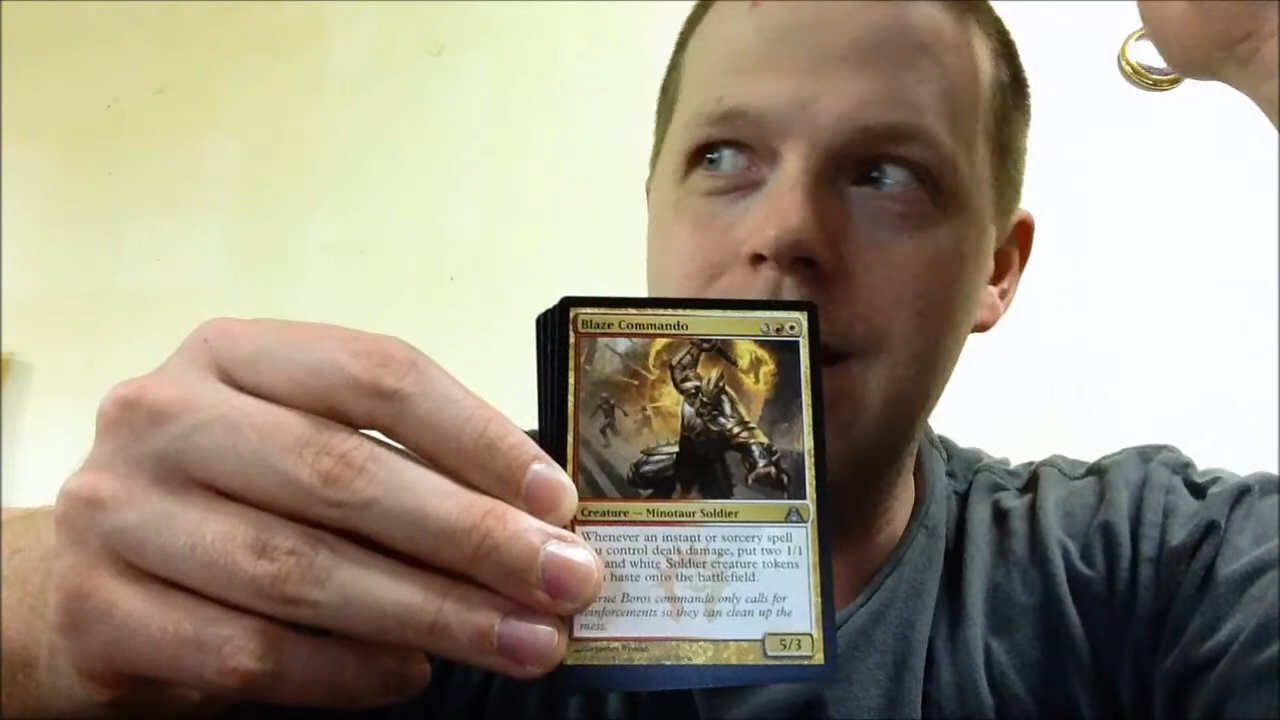 Blaze Commando 3
Creature — Minotaur Soldier
Whenever an instant or sorcery spell
u control deals damage, put two 1/1
and white Soldier creature tokens
haste onto the battlefield.
rue Boros commando only calls for
reinforcements so they can clean up the
mess.
5/3